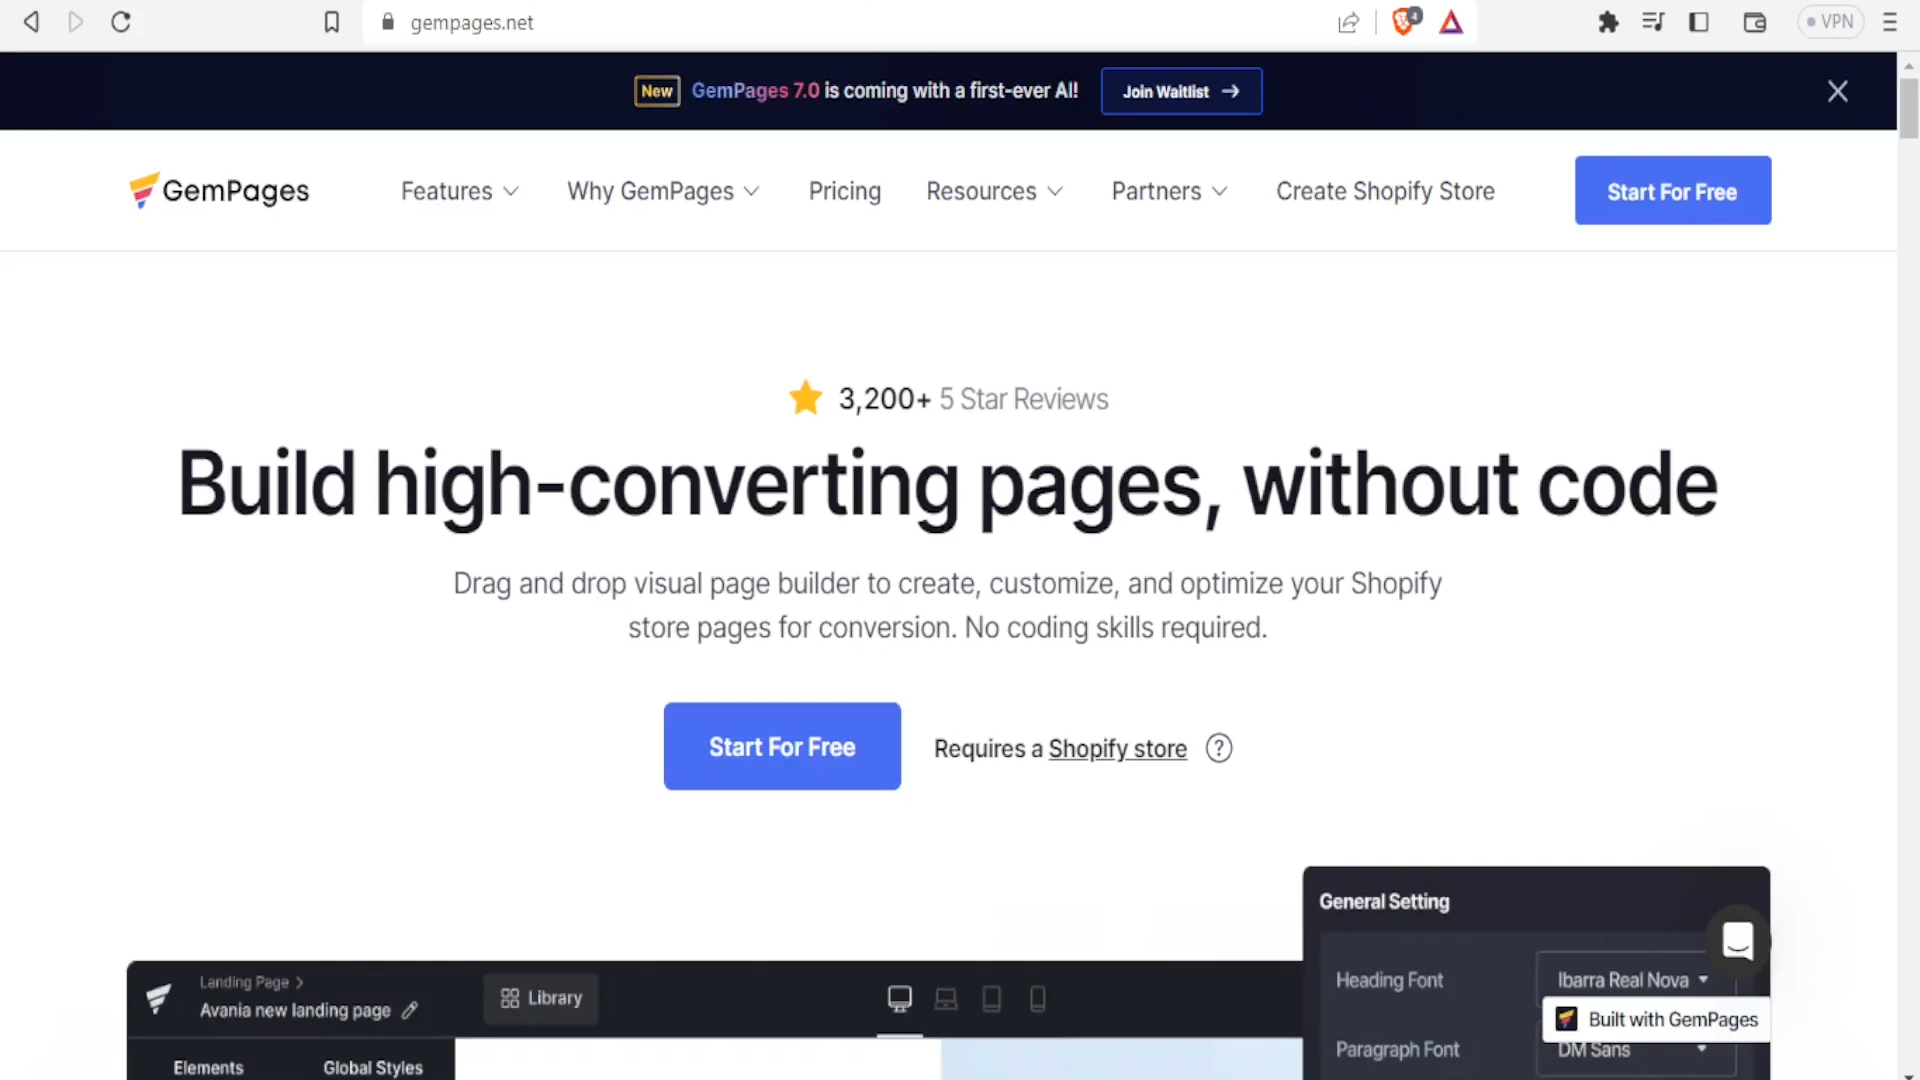 gempages.net
4
VPN
New GemPages 7.0 is coming with a first-ever AI! Join Waitlist →
GemPages Features Why GemPages Pricing Resources Partners Create Shopify Store Start For Free
3,200+ 5 Star Reviews
Build high-converting pages, without code
Drag and drop visual page builder to create, customize, and optimize your Shopify
store pages for conversion. No coding skills required.
Start For Free Requires a Shopify store ?
General Setting
Landing Page >
Avania new landing page
Library
Heading Font Ibarra Real Nova
Built with GemPages
Paragraph Font DM Sans
Elements Global Styles